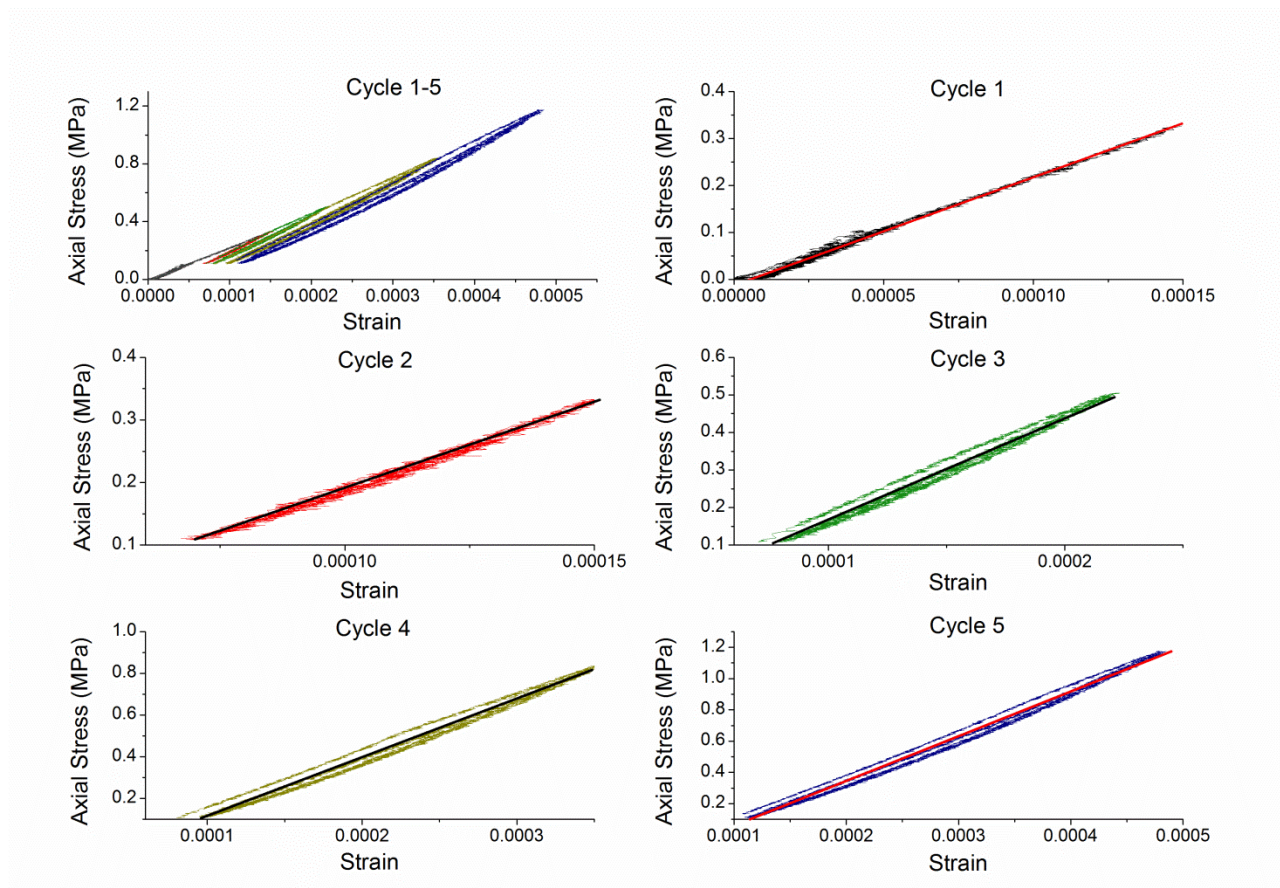 Cycle 1-5
Axial Stress (MPa)
1.2
0.8
0.4
0.0
0.0000 0.0001 0.0002 0.0003 0.0004 0.0005
Strain
Cycle 1
Axial Stress (MPa)
0.4
0.3
0.2
0.1
0.0
0.00000 0.00005 0.00010 0.00015
Strain
Cycle 2
Axial Stress (MPa)
0.4
0.3
0.2
0.1
0.00010 0.00015
Strain
Cycle 3
Axial Stress (MPa)
0.6
0.5
0.4
0.3
0.2
0.1
0.0001 0.0002
Strain
Cycle 4
Axial Stress (MPa)
1.0
0.8
0.6
0.4
0.2
0.0001 0.0002 0.0003
Strain
Cycle 5
Axial Stress (MPa)
1.2
1.0
0.8
0.6
0.4
0.2
0.0001 0.0002 0.0003 0.0004 0.0005
Strain